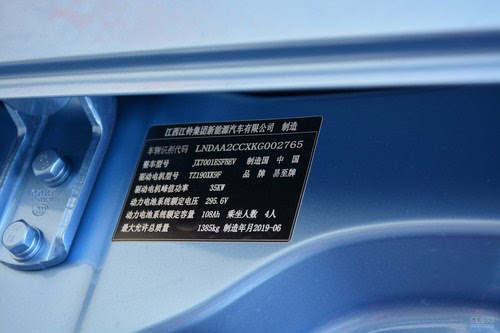 江西江铃集团新能源汽车有限公司 制造
车辆识别代码 LNDAA2CCXKG002765
整车型号 JX7001ESFBEV 制造国 中 国
驱动电机型号 TZ190XK9F 品 牌 易至牌
驱动电机峰值功率 35KW
动力电池系统额定电压 295.6V
动力电池系统额定容量 108Ah 乘坐人数 4人
最大允许总质量 1385kg 制造年月2019-06